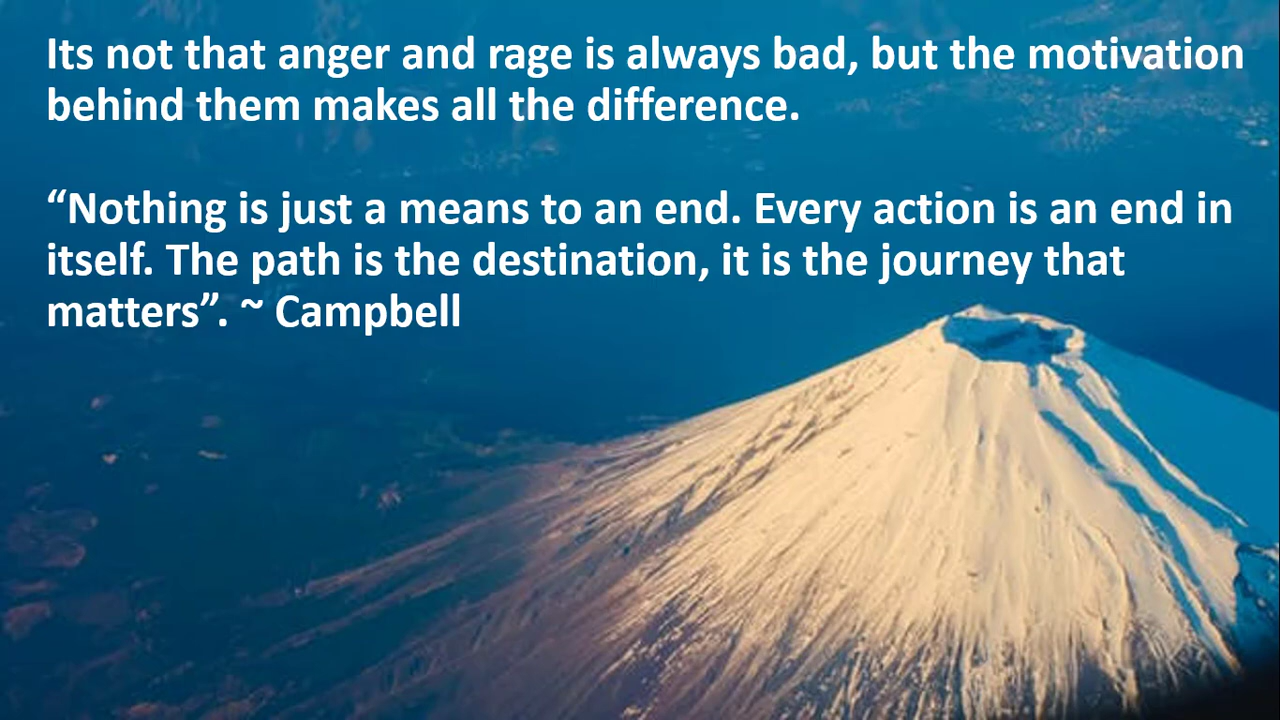 Its not that anger and rage is always bad, but the motivation
behind them makes all the difference.
“Nothing is just a means to an end. Every action is an end in
itself. The path is the destination, it is the journey that
matters”. ~ Campbell